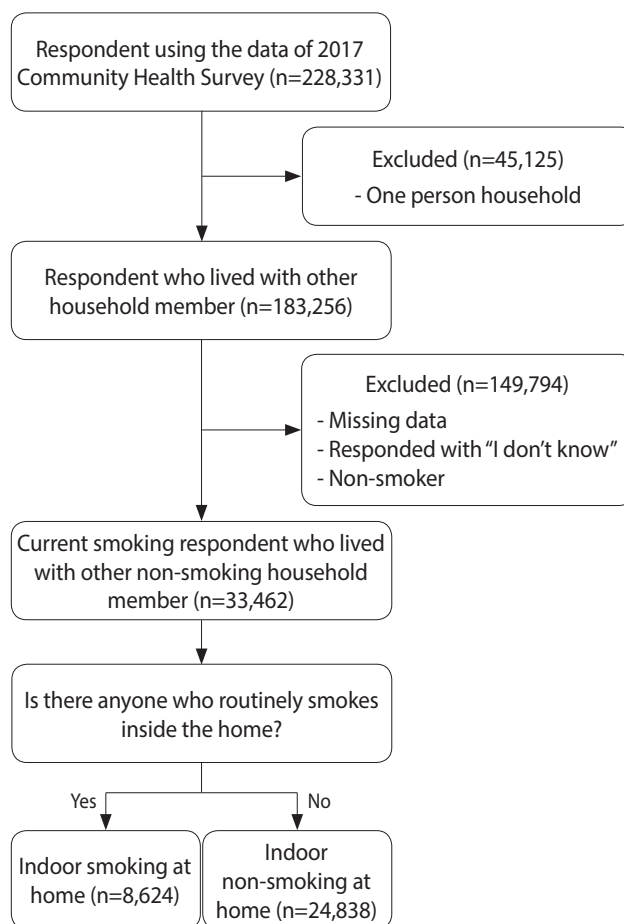 Respondent using the data of 2017
Community Health Survey (n=228,331)
Excluded (n=45,125)
- One person household
Respondent who lived with other
household member (n=183,256)
Excluded (n=149,794)
- Missing data
- Responded with “I don’t know”
- Non-smoker
Current smoking respondent who lived
with other non-smoking household
member (n=33,462)
Is there anyone who routinely smokes
inside the home?
Yes
No
Indoor smoking at
home (n=8,624)
Indoor
non-smoking at
home (n=24,838)